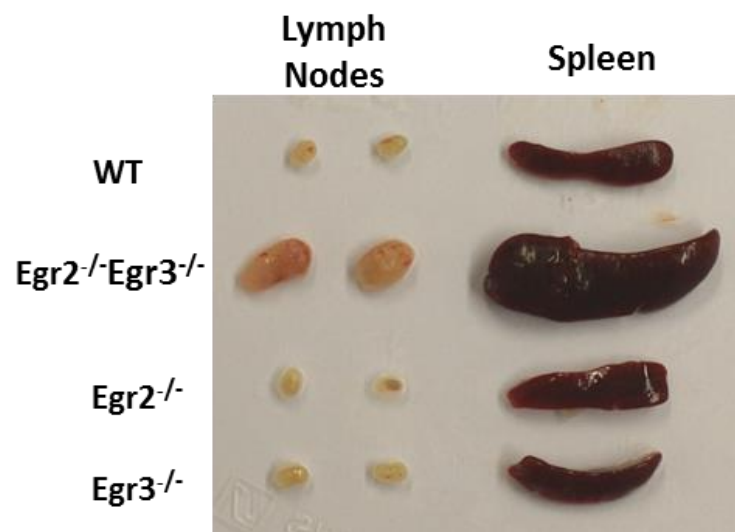 Lymph
Nodes
Spleen
WT
Egr2-/-Egr3-/-
Egr2-/-
Egr3-/-